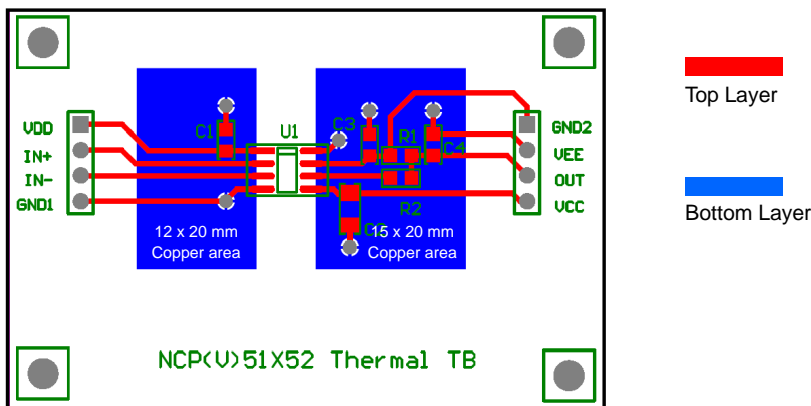 VDD
IN+
IN-
GND1
C1
U1
C3
R1
C4
R2
C2
GND2
VEE
OUT
VCC
12 x 20 mm
Copper area
15 x 20 mm
Copper area
NCP(V)51X52 Thermal TB
Top Layer
Bottom Layer